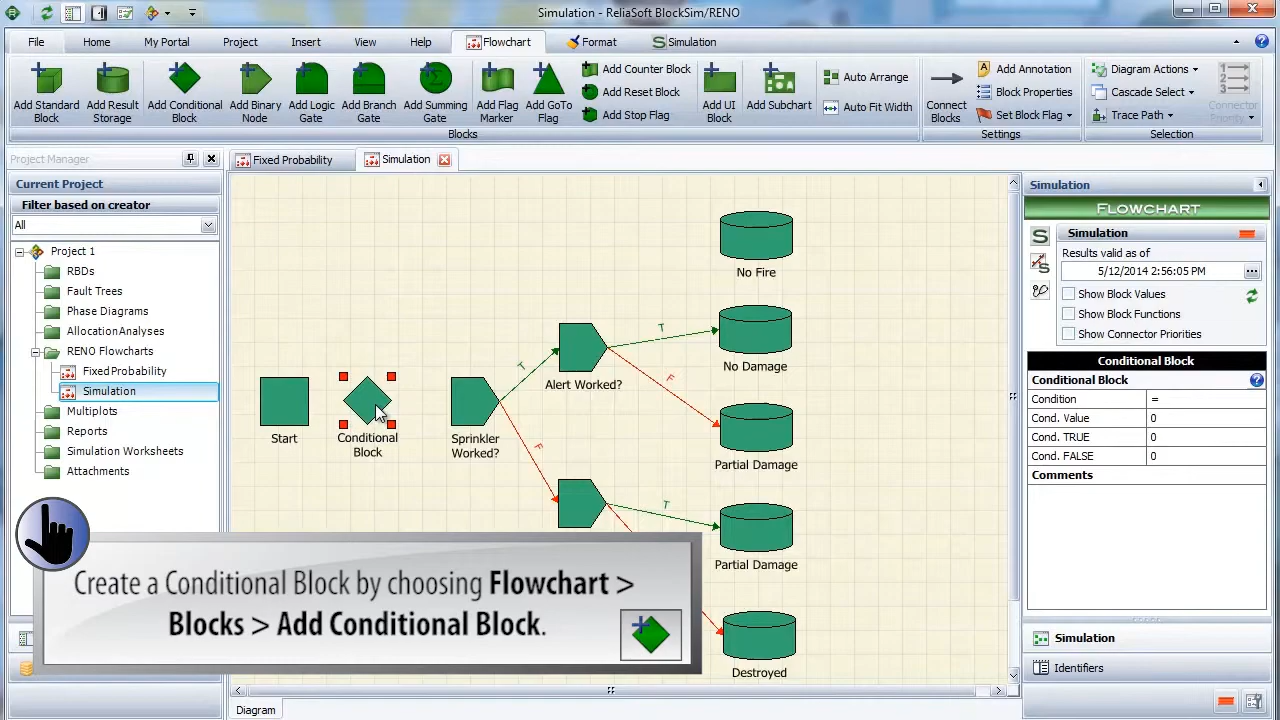 Simulation - ReliaSoft BlockSim/RENO
File Home My Portal Project Insert View Help Flowchart Format Simulation
Add Standard Block
Add Result Storage
Add Conditional Block
Add Binary Node
Add Logic Gate
Add Branch Gate
Add Summing Gate
Add Flag Marker
Add GoTo Flag
Add Counter Block
Add Reset Block
Add Stop Flag
Add UI Block
Add Subchart
Auto Arrange
Auto Fit Width
Connect Blocks
Add Annotation
Block Properties
Set Block Flag
Diagram Actions
Cascade Select
Trace Path
Connector Priority
Blocks Settings Selection
Project Manager
Current Project
Filter based on creator
All
Project 1
RBDs
Fault Trees
Phase Diagrams
Allocation Analyses
RENO Flowcharts
Fixed Probability
Simulation
Multiplots
Reports
Simulation Worksheets
Attachments
Fixed Probability Simulation
No Fire
T
No Damage
T
Alert Worked?
F
Start
Conditional
Block
Sprinkler
Worked?
Partial Damage
F
T
Partial Damage
Destroyed
Create a Conditional Block by choosing Flowchart >
Blocks > Add Conditional Block.
Diagram
Simulation
FLOWCHART
Simulation
Results valid as of
5/12/2014 2:56:05 PM
Show Block Values
Show Block Functions
Show Connector Priorities
Conditional Block
Conditional Block
Condition =
Cond. Value 0
Cond. TRUE 0
Cond. FALSE 0
Comments
Simulation
Identifiers